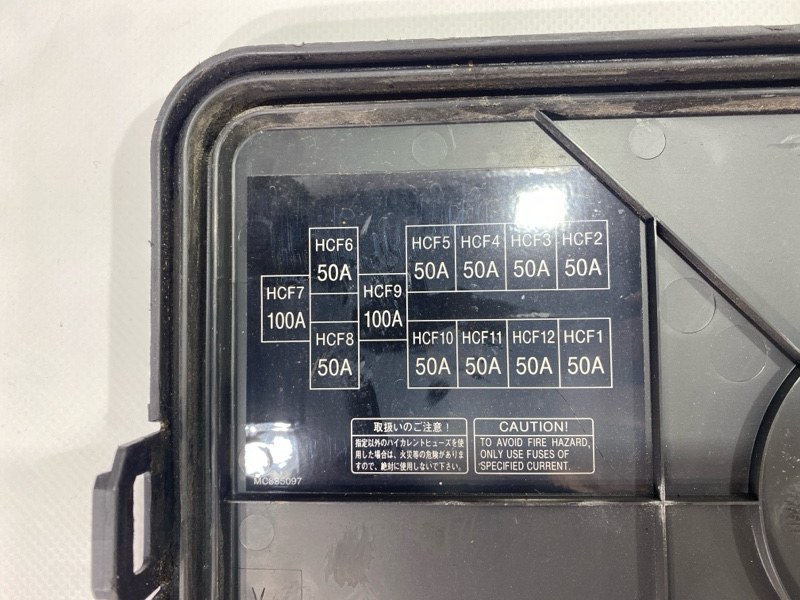 HCF6
50A
HCF5 HCF4 HCF3 HCF2
50A 50A 50A 50A
HCF7
100A
HCF9
100A
HCF8
50A
HCF10 HCF11 HCF12 HCF1
50A 50A 50A 50A
取扱いのご注意!
指定以外のハイカレントヒューズを使
用した場合は、火災等の危険がありま
すので、絶対に使用しないで下さい。
CAUTION!
TO AVOID FIRE HAZARD,
ONLY USE FUSES OF
SPECIFIED CURRENT.